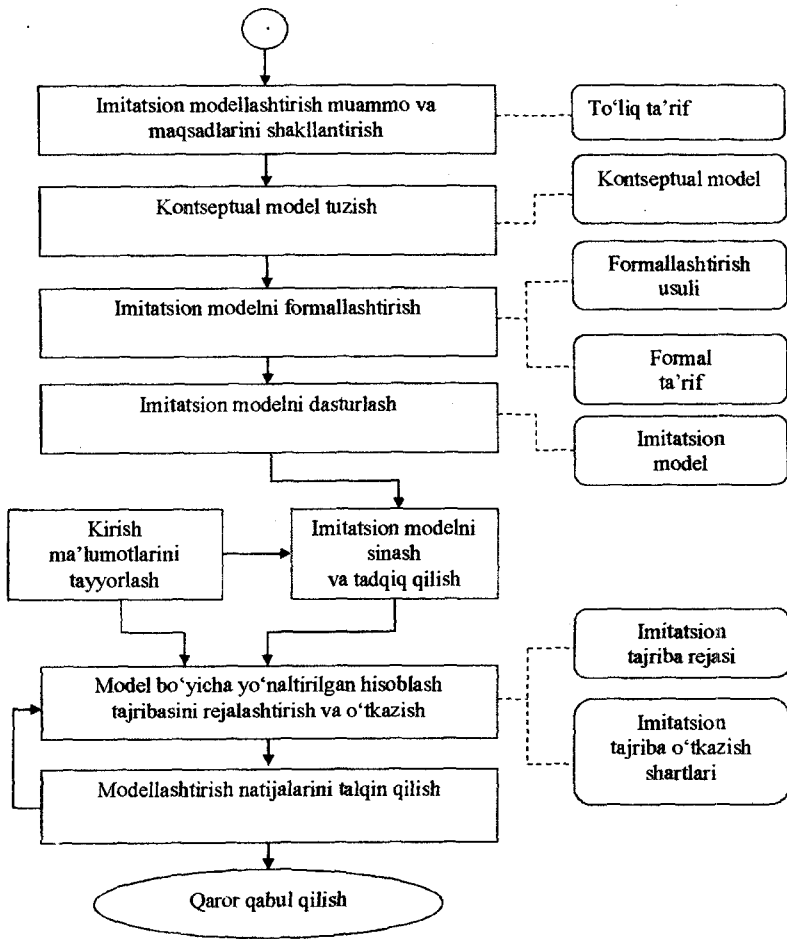 Imitatsion modellashtirish muammo va
maqsadlarini shakllantirish
To‘liq ta’rif
Kontseptual model tuzish
Kontseptual model
Imitatsion modelni formallashtirish
Formallashtirish
usuli
Formal
ta’rif
Imitatsion modelni dasturlash
Imitatsion
model
Kirish
ma’lumotlarini
tayyorlash
Imitatsion modelni
sinash
va tadqiq qilish
Model bo‘yicha yo‘naltirilgan hisoblash
tajribasini rejalashtirish va o‘tkazish
Imitatsion
tajriba rejasi
Imitatsion
tajriba o‘tkazish
shartlari
Modellashtirish natijalarini talqin qilish
Qaror qabul qilish